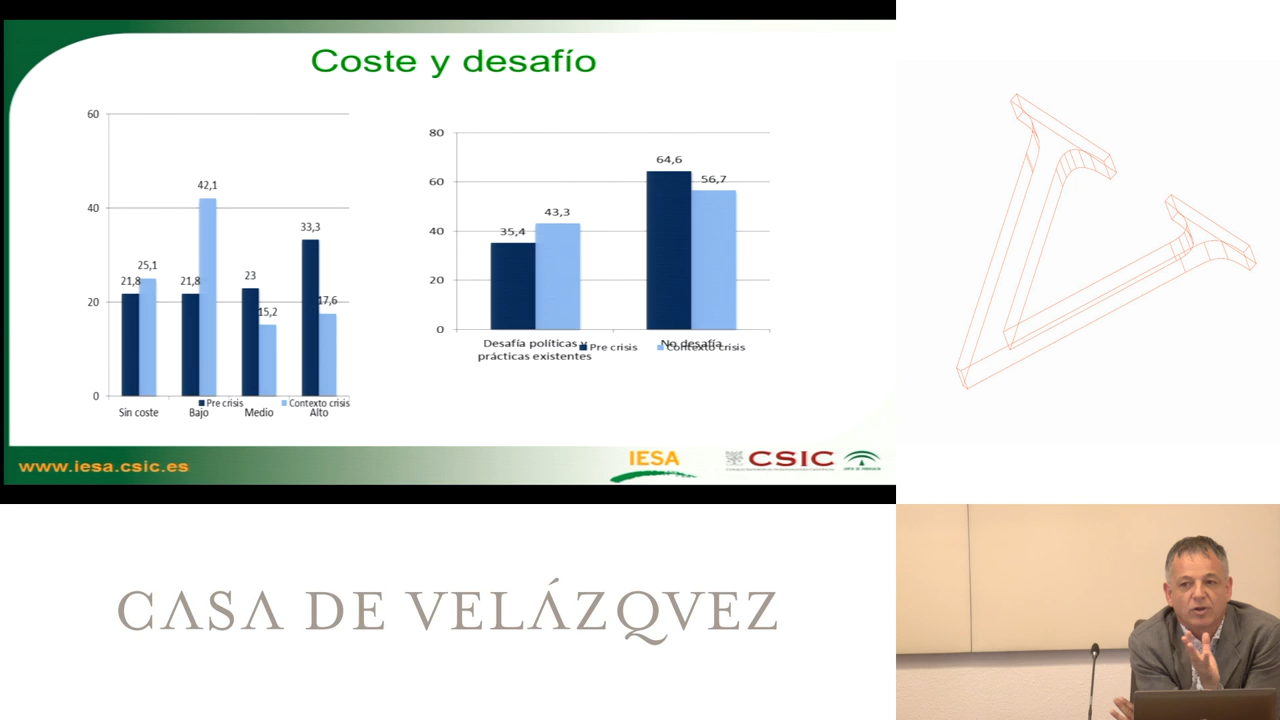 Coste y desafío
60
40
20
0
21,8
25,1
21,8
42,1
23
15,2
33,3
17,6
Sin coste
Bajo
Medio
Alto
Pre crisis
Contexto crisis
80
60
40
20
0
35,4
43,3
64,6
56,7
Desafía políticas y
prácticas existentes
No desafía
Pre crisis
Contexto crisis
www.iesa.csic.es
IESA
CSIC
CASA DE VELÁZQVEZ